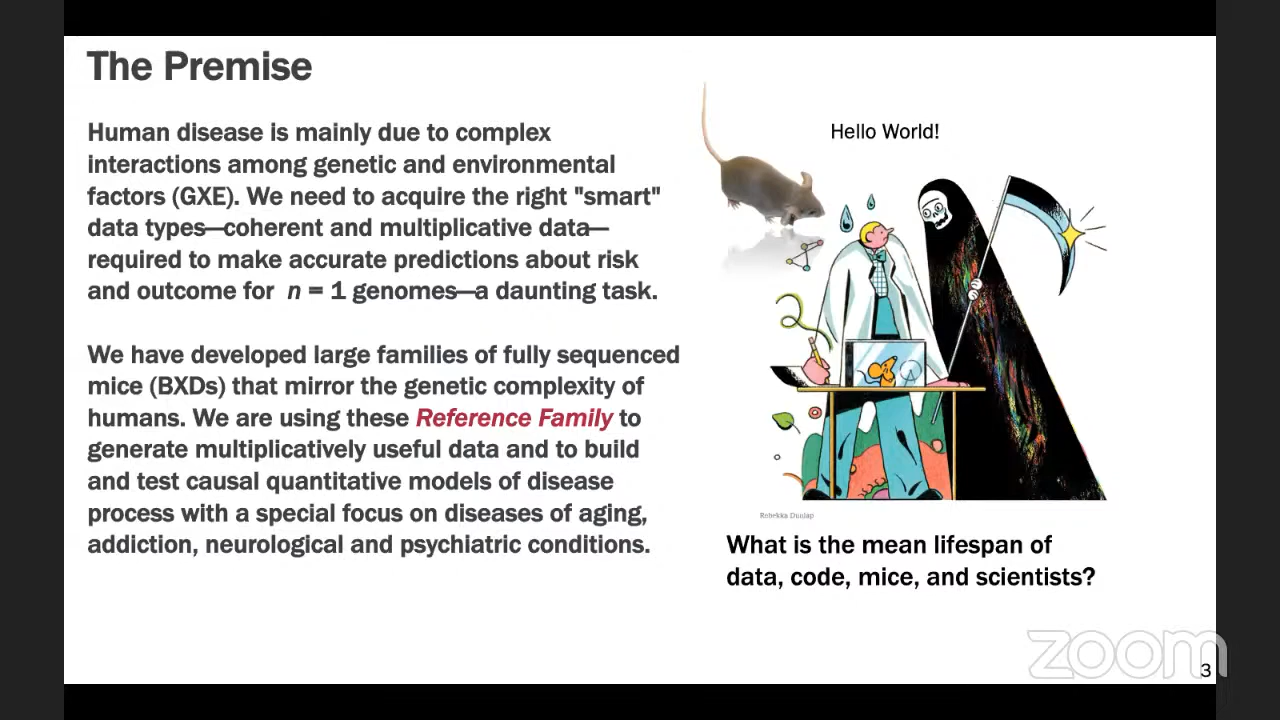 The Premise
Human disease is mainly due to complex
interactions among genetic and environmental
factors (GXE). We need to acquire the right "smart"
data types—coherent and multiplicative data—
required to make accurate predictions about risk
and outcome for n = 1 genomes—a daunting task.
We have developed large families of fully sequenced
mice (BXDs) that mirror the genetic complexity of
humans. We are using these Reference Family to
generate multiplicatively useful data and to build
and test causal quantitative models of disease
process with a special focus on diseases of aging,
addiction, neurological and psychiatric conditions.
Hello World!
Rebekka Dunlap
What is the mean lifespan of
data, code, mice, and scientists?
zoom
3